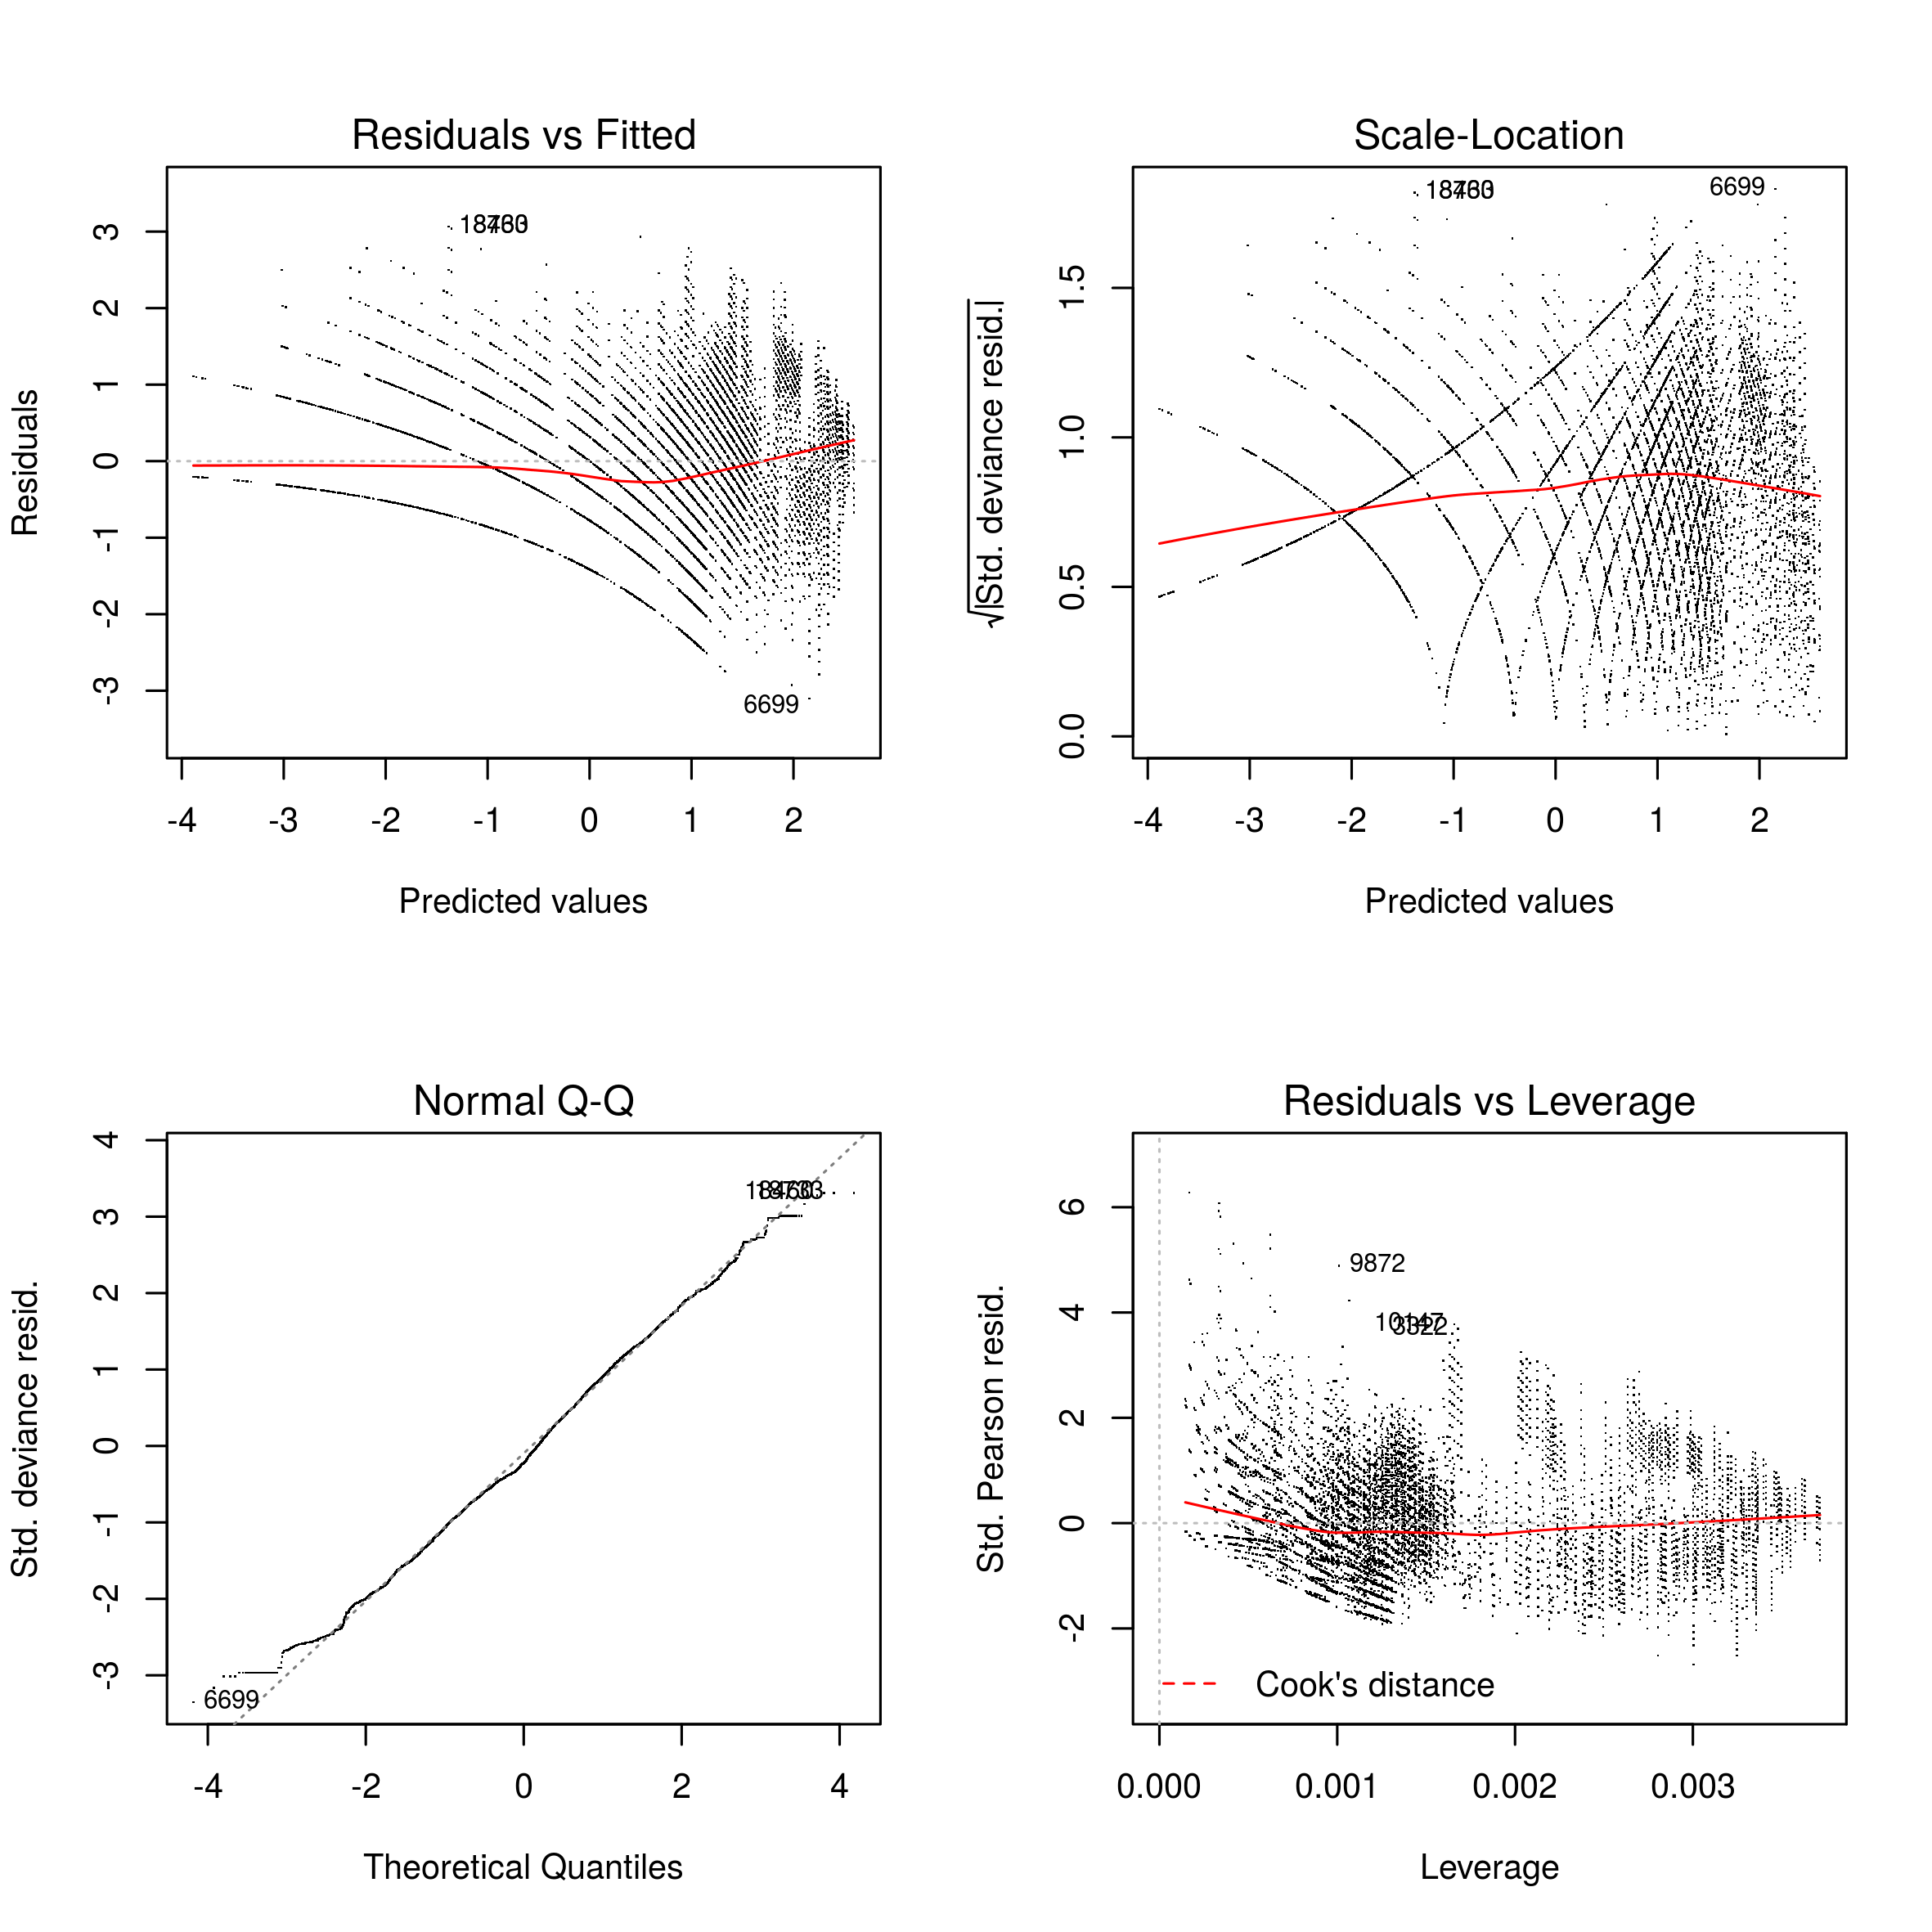 Residuals vs Fitted
Residuals
3
2
1
0
-1
-2
-3
6699
-4 -3 -2 -1 0 1 2
Predicted values
Scale-Location
√|Std. deviance resid.|
6699
1.5
1.0
0.5
0.0
-4 -3 -2 -1 0 1 2
Predicted values
Normal Q-Q
Std. deviance resid.
4
3
2
1
0
-1
-2
-3
6699
-4 -2 0 2 4
Theoretical Quantiles
Residuals vs Leverage
Std. Pearson resid.
6
4
2
0
-2
9872
Cook's distance
0.000 0.001 0.002 0.003
Leverage